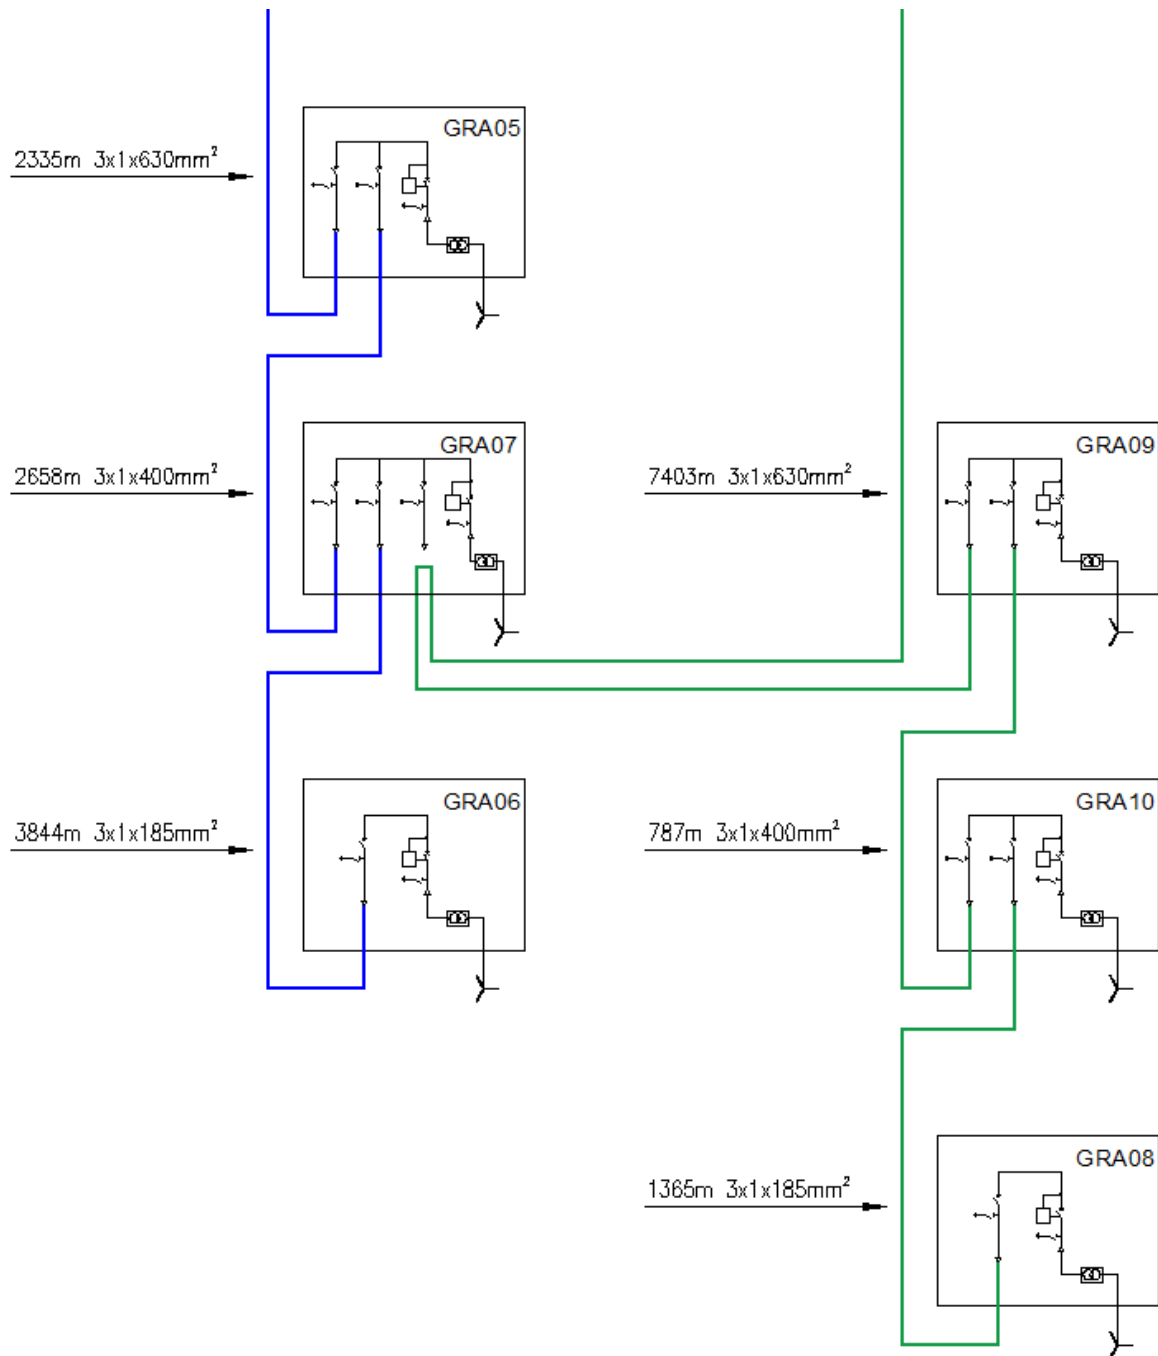 GRA05
2335m 3x1x630mm²
GRA07
2658m 3x1x400mm²
GRA09
7403m 3x1x630mm²
GRA06
3844m 3x1x185mm²
GRA10
787m 3x1x400mm²
GRA08
1365m 3x1x185mm²